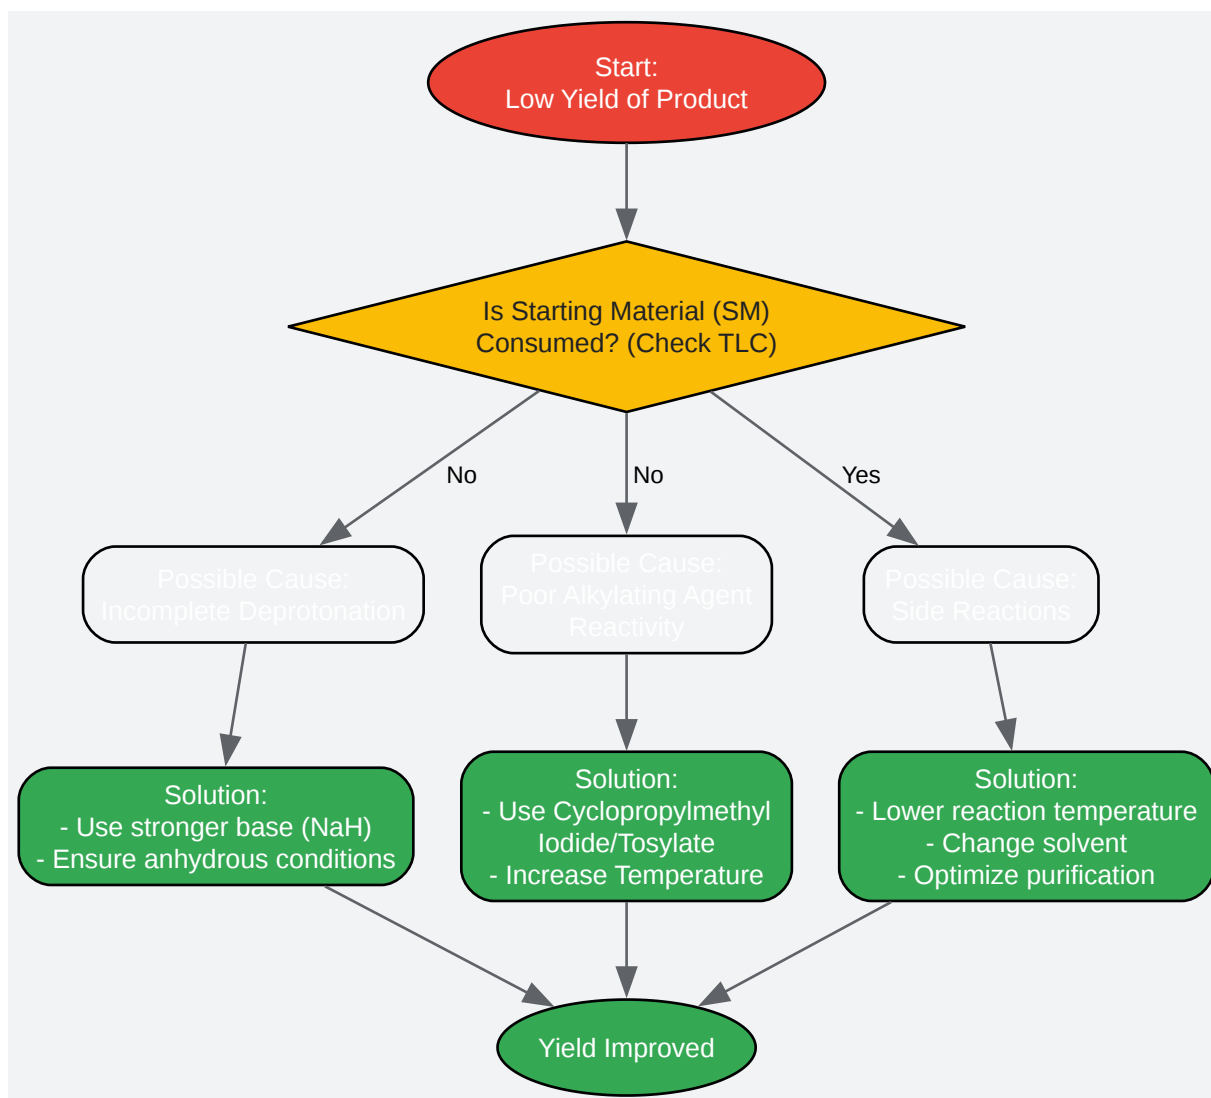 Start:
Low Yield of Product
Is Starting Material (SM)
Consumed? (Check TLC)
No
No
Yes
Possible Cause:
Incomplete Deprotonation
Possible Cause:
Poor Alkylating Agent
Reactivity
Possible Cause:
Side Reactions
Solution:
- Use stronger base (NaH)
- Ensure anhydrous conditions
Solution:
- Use Cyclopropylmethyl
Iodide/Tosylate
- Increase Temperature
Solution:
- Lower reaction temperature
- Change solvent
- Optimize purification
Yield Improved